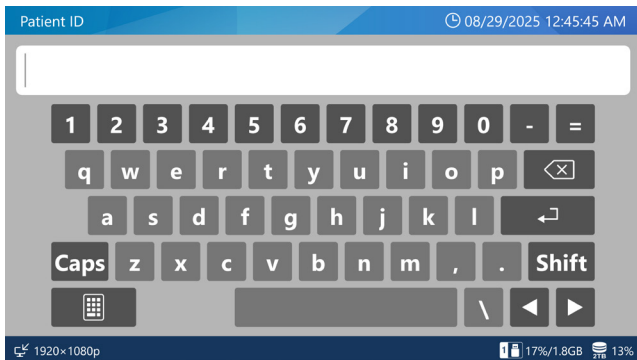 Patient ID 08/29/2025 12:45:45 AM
1 2 3 4 5 6 7 8 9 0 - =
q w e r t y u i o p
a s d f g h j k l
Caps z x c v b n m , . Shift
\
1920×1080p 1 17%/1.8GB 2TB 13%